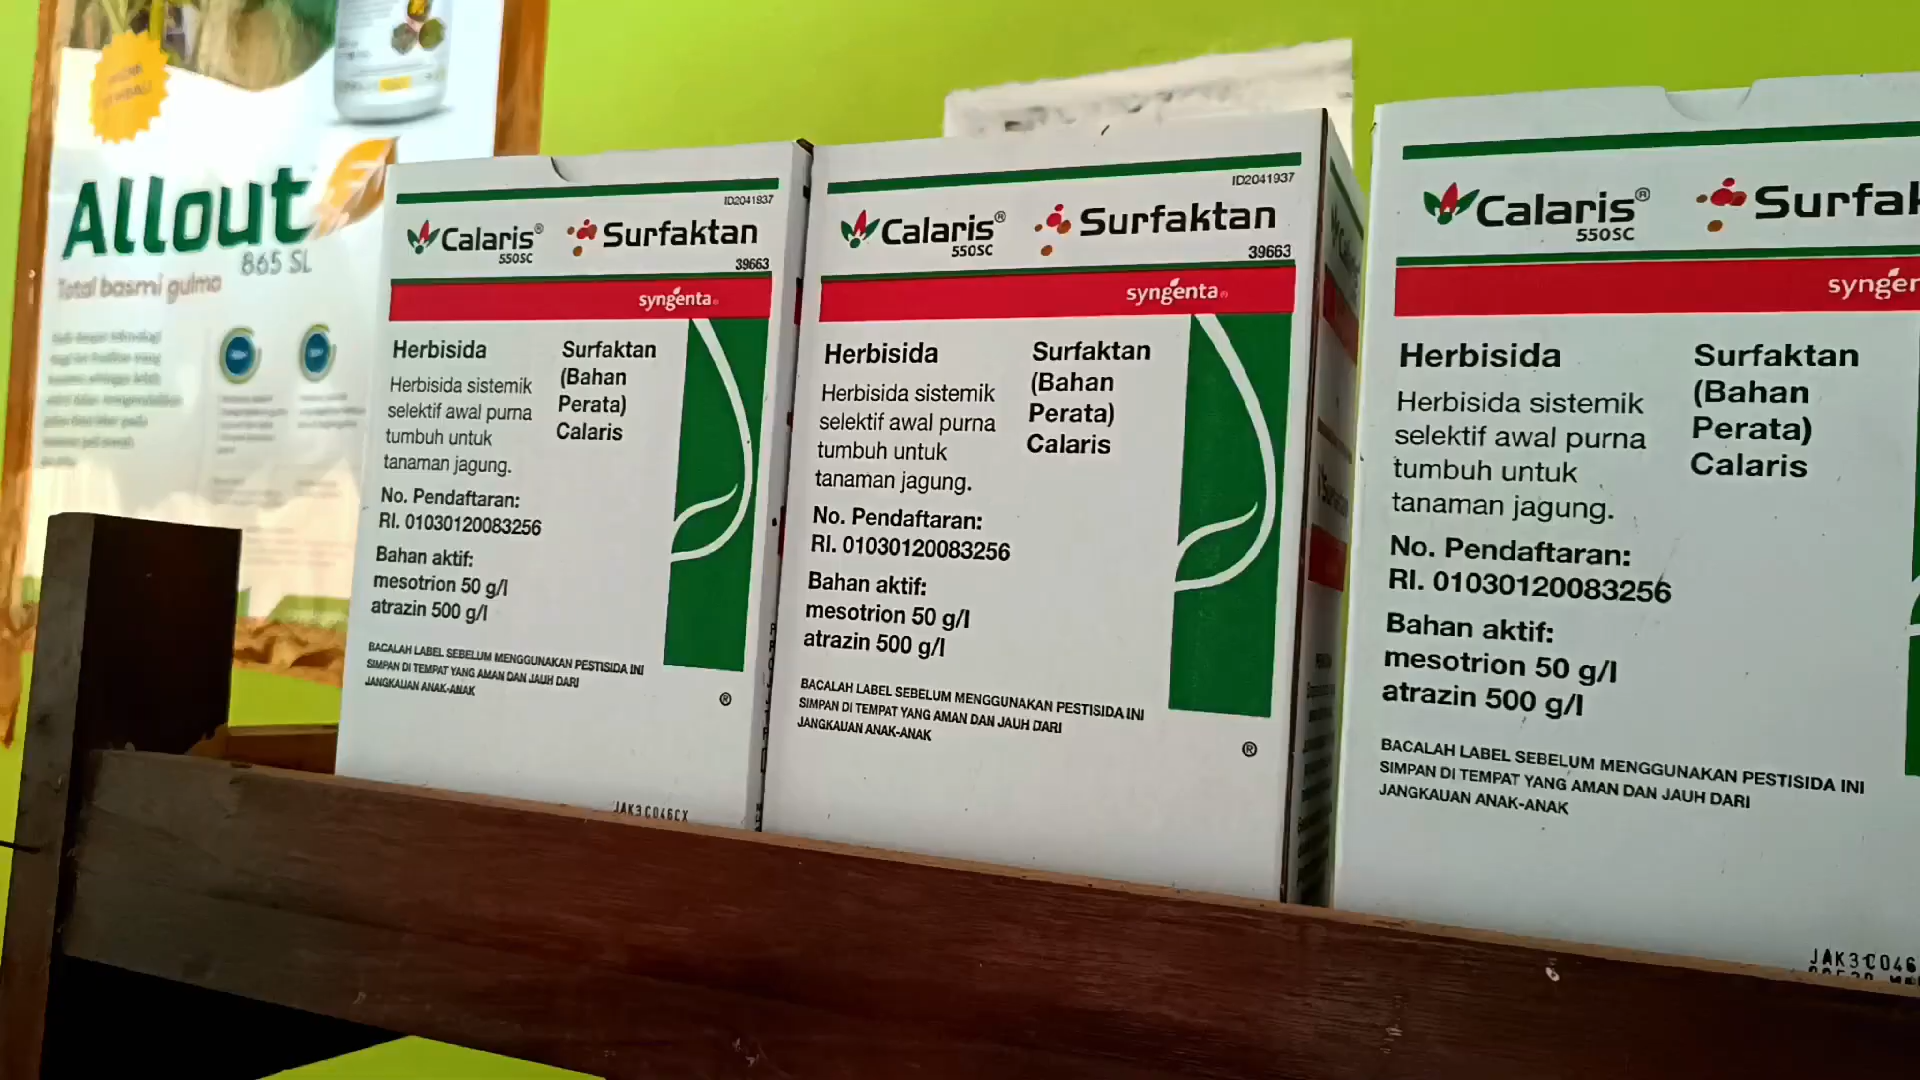 Allout
865 SL
Total basmi gulma
ID2041937
Calaris®
550SC
Surfaktan
39663
syngenta
Herbisida
Herbisida sistemik
selektif awal purna
tumbuh untuk
tanaman jagung.
Surfaktan
(Bahan
Perata)
Calaris
No. Pendaftaran:
RI. 01030120083256
Bahan aktif:
mesotrion 50 g/l
atrazin 500 g/l
BACALAH LABEL SEBELUM MENGGUNAKAN PESTISIDA INI
SIMPAN DI TEMPAT YANG AMAN DAN JAUH DARI
JANGKAUAN ANAK-ANAK
®
JAK3C046CX
ID2041937
Calaris®
550SC
Surfaktan
39663
syngenta®
Herbisida
Herbisida sistemik
selektif awal purna
tumbuh untuk
tanaman jagung.
Surfaktan
(Bahan
Perata)
Calaris
No. Pendaftaran:
RI. 01030120083256
Bahan aktif:
mesotrion 50 g/l
atrazin 500 g/l
BACALAH LABEL SEBELUM MENGGUNAKAN PESTISIDA INI
SIMPAN DI TEMPAT YANG AMAN DAN JAUH DARI
JANGKAUAN ANAK-ANAK
®
Calaris®
550SC
Surfak
synger
Herbisida
Herbisida sistemik
selektif awal purna
tumbuh untuk
tanaman jagung.
Surfaktan
(Bahan
Perata)
Calaris
No. Pendaftaran:
RI. 01030120083256
Bahan aktif:
mesotrion 50 g/l
atrazin 500 g/l
BACALAH LABEL SEBELUM MENGGUNAKAN PESTISIDA INI
SIMPAN DI TEMPAT YANG AMAN DAN JAUH DARI
JANGKAUAN ANAK-ANAK
JAK3C046